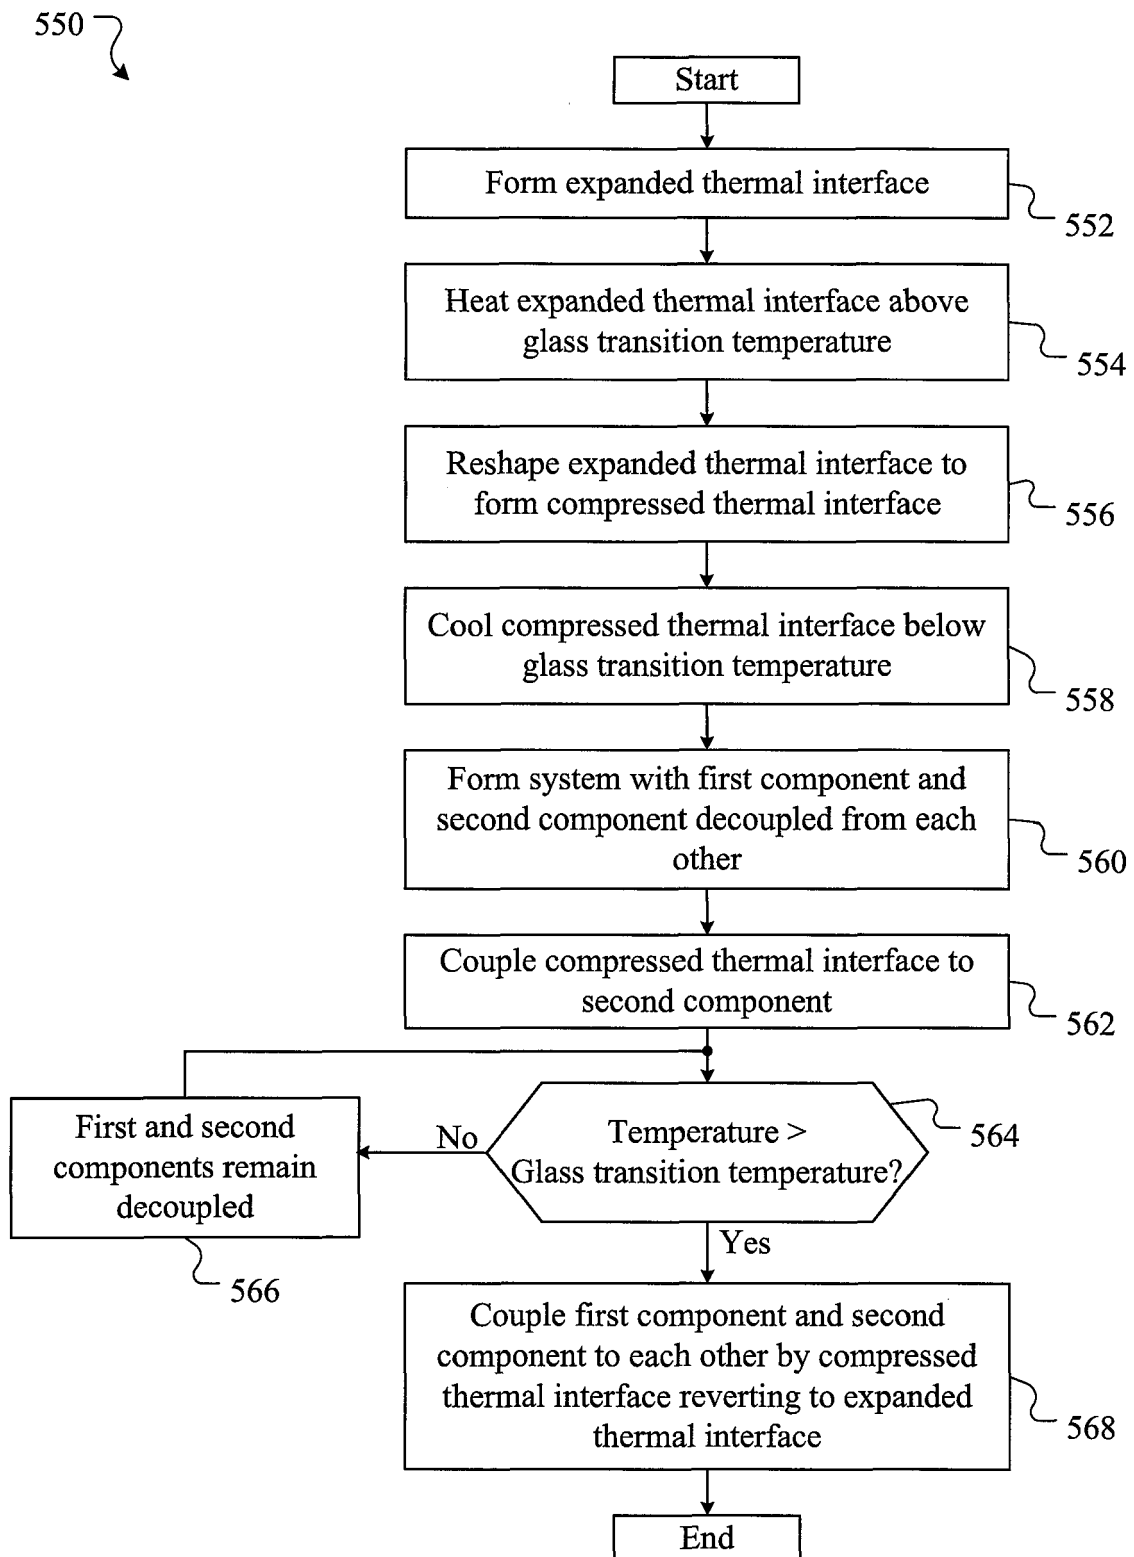 550
Start
Form expanded thermal interface
552
Heat expanded thermal interface above
glass transition temperature
554
Reshape expanded thermal interface to
form compressed thermal interface
556
Cool compressed thermal interface below
glass transition temperature
558
Form system with first component and
second component decoupled from each
other
560
Couple compressed thermal interface to
second component
562
Temperature >
Glass transition temperature?
564
No
First and second
components remain
decoupled
566
Yes
Couple first component and second
component to each other by compressed
thermal interface reverting to expanded
thermal interface
568
End